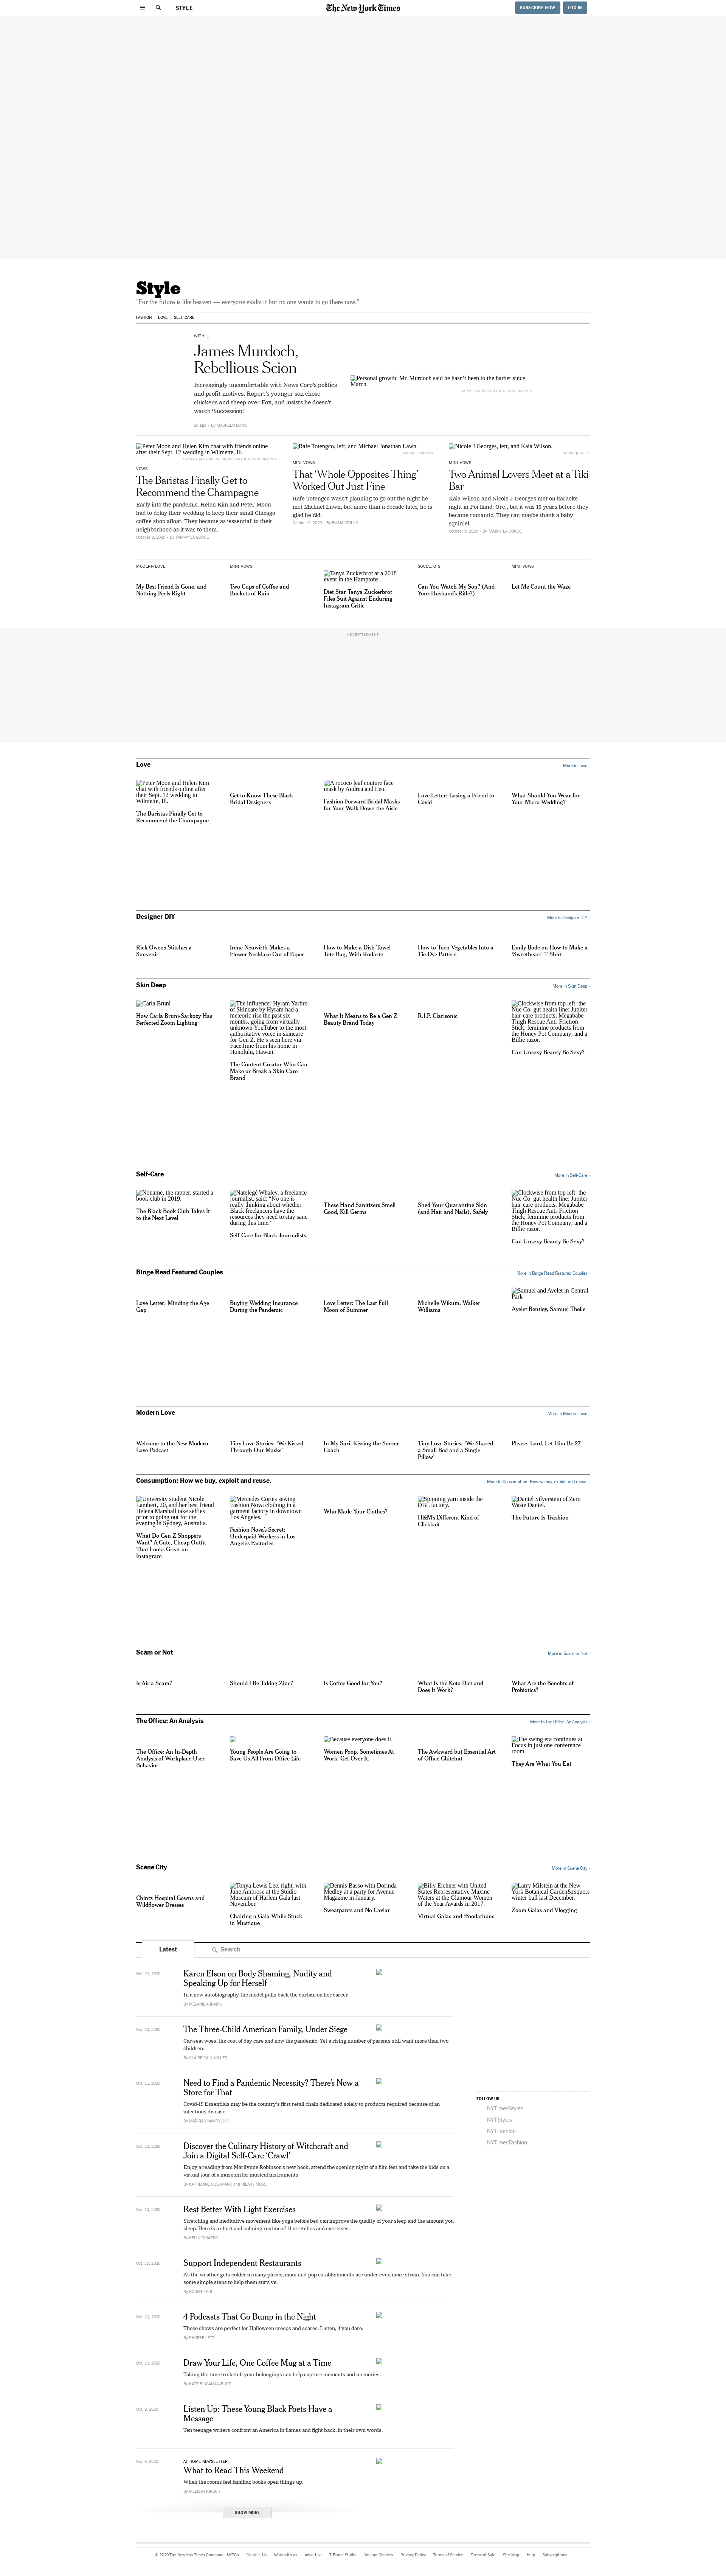 STYLE
The New York Times
SUBSCRIBE NOW
LOG IN
Style
"For the future is like heaven — everyone exalts it but no one wants to go there now."
FASHION
LOVE
SELF-CARE
WITH ...
James Murdoch,
Rebellious Scion
Increasingly uncomfortable with News Corp's politics
and profit motives, Rupert's younger son chose
chickens and sheep over Fox, and insists he doesn't
watch 'Succession.'
By MAUREEN DOWD
Personal growth: Mr. Murdoch said he hasn't been to the barber since
March.
Peter Moon and Helen Kim chat with friends online
after their Sept. 12 wedding in Wilmette, Ill.
VOWS
The Baristas Finally Get to
Recommend the Champagne
Early into the pandemic, Helen Kim and Peter Moon
had to change their wedding to keep their small Chicago
coffee shop afloat. They became as 'essential' to their
neighborhood as it was to them.
October 9, 2020 - By TAMMY LA GORCE
Rafe Totengco, left, and Michael Jonathan Lawn.
MINI-VOWS
That 'Whole Opposites Thing'
Worked Out Just Fine
Rafe Totengco wasn't planning to go out the night he
met Michael Lawn, but more than a decade later, he is
glad he did.
October 9, 2020 - By EMMA GRILLO
Nicole J Georges, left, and Kaia Wilson.
MINI-VOWS
Two Animal Lovers Meet at a Tiki
Bar
Kaia Wilson and Nicole J Georges met on karaoke
night in Portland, Ore., but it was 16 years before they
became smitten. They can maybe thank a baby
squirrel.
October 9, 2020 - By TAMMY LA GORCE
MODERN LOVE
My Best Friend Is Gone, and
Nothing Feels Right
MINI-VOWS
Two Cups of Coffee and
Buckets of Rain
Tanya Zuckerbrot at a 2018
event in the Hamptons.
Diet Star Tanya Zuckerbrot
Files Suit Against Enduring
Instagram Critic
SOCIAL Q'S
Can You Watch My Son? (And
Your Husband's Rifle?)
MINI-VOWS
Let Me Count the Ways
ADVERTISEMENT
Love
More in Love ›
Peter Moon and Helen Kim
chat with friends online after
their Sept. 12 wedding in
Wilmette, Ill.
The Baristas Finally Get to
Recommend the Champagne
Get to Know These Black
Bridal Designers
A rococo leaf couture face
mask by Andrea and Leo.
Fashion Forward Bridal Masks
for Your Walk Down the Aisle
Love Letter: Losing a Friend to
Covid
What Should You Wear for
Your Micro Wedding?
Designer DIY
More in Designer DIY ›
Rick Owens Stitches a
Souvenir
Irene Neuwirth Makes a
Flower Necklace Out of Paper
How to Make a Dish Towel
Tote Bag, With Rodarte
How to Turn Vegetables Into a
Tie-Dye Pattern
Emily Bode on How to Make a
'Sweetheart' T-Shirt
Skin Deep
More in Skin Deep ›
Carla Bruni
How Carla Bruni-Sarkozy Has
Perfected Zoom Lighting
The influencer Hyram Yarbro
of Skincare by Hyram had a
meteoric rise the past six
months, going from virtually
unknown YouTuber to the most
authoritative voice in skincare
for Gen Z. He's seen here via
FaceTime from his home in
Honolulu, Hawaii.
The Content Creator Who Can
Make or Break a Skin Care
Brand
What It Means to Be a Gen Z
Beauty Brand Today
R.I.P. Clarisonic
Clockwise from top left: the
Nue Co. gut health line; Jupiter
hair-care products; Megababe
Thigh Rescue Anti-Friction
Stick; feminine products from
the Honey Pot Company; and a
Billie razor.
Can Unsexy Beauty Be Sexy?
Self-Care
More in Self-Care ›
Noname, the rapper, started a
book club in 2019.
The Black Book Club Takes It
to the Next Level
Natelegé Whaley, a freelance
journalist, said: "No one is
really thinking about whether
Black freelancers have the
resources they need to stay sane
during this time."
Self-Care for Black Journalists
These Hand Sanitizers Smell
Good, Kill Germs
Shed Your Quarantine Skin
(and Hair and Nails), Safely
Clockwise from top left: the
Nue Co. gut health line; Jupiter
hair-care products; Megababe
Thigh Rescue Anti-Friction
Stick; feminine products from
the Honey Pot Company; and a
Billie razor.
Can Unsexy Beauty Be Sexy?
Binge Read Featured Couples
More in Binge Read Featured Couples ›
Love Letter: Minding the Age
Gap
Buying Wedding Insurance
During the Pandemic
Love Letter: The Last Full
Moon of Summer
Michelle Wikum, Walker
Williams
Samuel and Ayelet in Central
Park
Ayelet Bentley, Samuel Tbeile
Modern Love
More in Modern Love ›
Welcome to the New Modern
Love Podcast
Tiny Love Stories: 'We Kissed
Through Our Masks'
In My Sari, Kissing the Soccer
Coach
Tiny Love Stories: 'We Shared
a Small Bed and a Single
Pillow'
Please, Lord, Let Him Be 27
Consumption: How we buy, exploit and reuse.
More in Consumption: How we buy, exploit and reuse. ›
University student Nicole
Lambert, 20, and her best friend
Helena Marshall take selfies
prior to going out for the
evening in Sydney, Australia.
What Do Gen Z Shoppers
Want? A Cute, Cheap Outfit
That Looks Great on
Instagram
Mercedes Cortes sewing
Fashion Nova clothing in a
garment factory in downtown
Los Angeles.
Fashion Nova's Secret:
Underpaid Workers in Los
Angeles Factories
Who Made Your Clothes?
Spinning yarn inside the
DBL factory.
H&M's Different Kind of
Clickbait
Daniel Silverstein of Zero
Waste Daniel.
The Future Is Trashion
Scam or Not
More in Scam or Not ›
Is Air a Scam?
Should I Be Taking Zinc?
Is Coffee Good for You?
What Is the Keto Diet and
Does It Work?
What Are the Benefits of
Probiotics?
The Office: An Analysis
More in The Office: An Analysis ›
The Office: An In-Depth
Analysis of Workplace User
Behavior
Young People Are Going to
Save Us All From Office Life
Because everyone does it.
Women Poop. Sometimes At
Work. Get Over It.
The Awkward but Essential Art
of Office Chitchat
The swing era continues at
Focus in just one conference
room.
They Are What You Eat
Scene City
More in Scene City ›
Chintz Hospital Gowns and
Wildflower Dresses
Tonya Lewis Lee, right, with
June Ambrose at the Studio
Museum of Harlem Gala last
November.
Chairing a Gala While Stuck
in Mustique
Dennis Basso with Dorinda
Medley at a party for Avenue
Magazine in January.
Sweatpants and No Caviar
Billy Eichner with United
States Representative Maxine
Waters at the Glamour Women
of the Year Awards in 2017.
Virtual Galas and 'Foodathons'
Larry Milstein at the New
York Botanical Garden&rsquo;s
winter ball last December.
Zoom Galas and Vlogging
Latest
Search
Oct. 12, 2020
Karen Elson on Body Shaming, Nudity and
Speaking Up for Herself
In a new autobiography, the model pulls back the curtain on her career.
By MELANIE ABRAMS
Oct. 12, 2020
The Three-Child American Family, Under Siege
Car-seat woes, the cost of day care and now the pandemic. Yet a rising number of parents still want more than two
children.
By CLAIRE CAIN MILLER
Oct. 11, 2020
Need to Find a Pandemic Necessity? There's Now a
Store for That
Covid-19 Essentials may be the country's first retail chain dedicated solely to products required because of an
infectious disease.
By MARKIAN HAWRYLUK
Oct. 10, 2020
Discover the Culinary History of Witchcraft and
Join a Digital Self-Care 'Crawl'
Enjoy a reading from Marilynne Robinson's new book, attend the opening night of a film fest and take the kids on a
virtual tour of a museum for musical instruments.
By KATHERINE CUSUMANO and HILARY MOSS
Oct. 10, 2020
Rest Better With Light Exercises
Stretching and meditative movement like yoga before bed can improve the quality of your sleep and the amount you
sleep. Here is a short and calming routine of 11 stretches and exercises.
By KELLY DINARDO
Oct. 10, 2020
Support Independent Restaurants
As the weather gets colder in many places, mom-and-pop establishments are under even more strain. You can take
some simple steps to help them survive.
By BONNIE TSUI
Oct. 10, 2020
4 Podcasts That Go Bump in the Night
These shows are perfect for Halloween creeps and scares. Listen, if you dare.
By PHOEBE LETT
Oct. 10, 2020
Draw Your Life, One Coffee Mug at a Time
Taking the time to sketch your belongings can help capture moments and memories.
By KATE BINGAMAN-BURT
Oct. 9, 2020
Listen Up: These Young Black Poets Have a
Message
Ten teenage writers confront an America in flames and fight back, in their own words.
Oct. 9, 2020
AT HOME NEWSLETTER
What to Read This Weekend
When the rooms feel familiar, books open things up.
By MELISSA KIRSCH
SHOW MORE
FOLLOW US
NYTimesStyles
NYTStyles
NYTFashion
NYTimesFashion
© 2020 The New York Times Company
NYTCo
Contact Us
Work with us
Advertise
T Brand Studio
Your Ad Choices
Privacy Policy
Terms of Service
Terms of Sale
Site Map
Help
Subscriptions